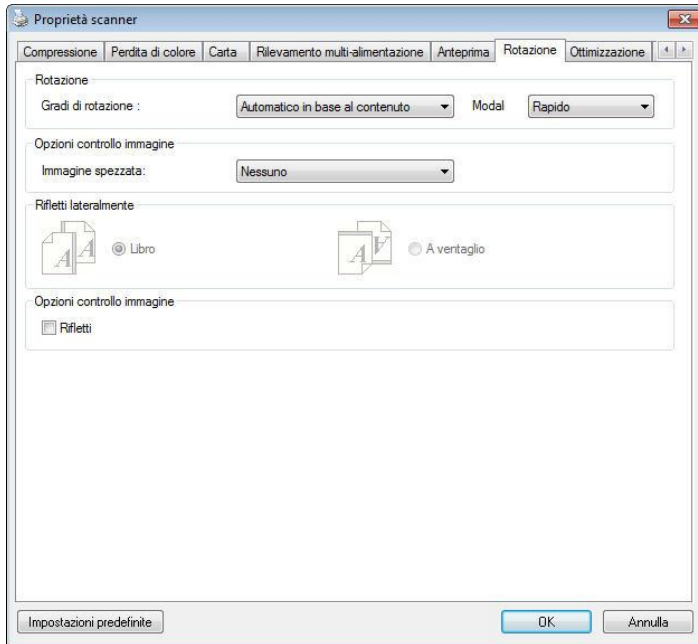 Proprietà scanner
Compressione Perdita di colore Carta Rilevamento multi-alimentazione Anteprima Rotazione Ottimizzazione
Rotazione
Gradi di rotazione : Automatico in base al contenuto Modal Rapido
Opzioni controllo immagine
Immagine spezzata: Nessuno
Rifletti lateralmente
A A Libro A A A ventaglio
Opzioni controllo immagine
Rifletti
Impostazioni predefinite OK Annulla